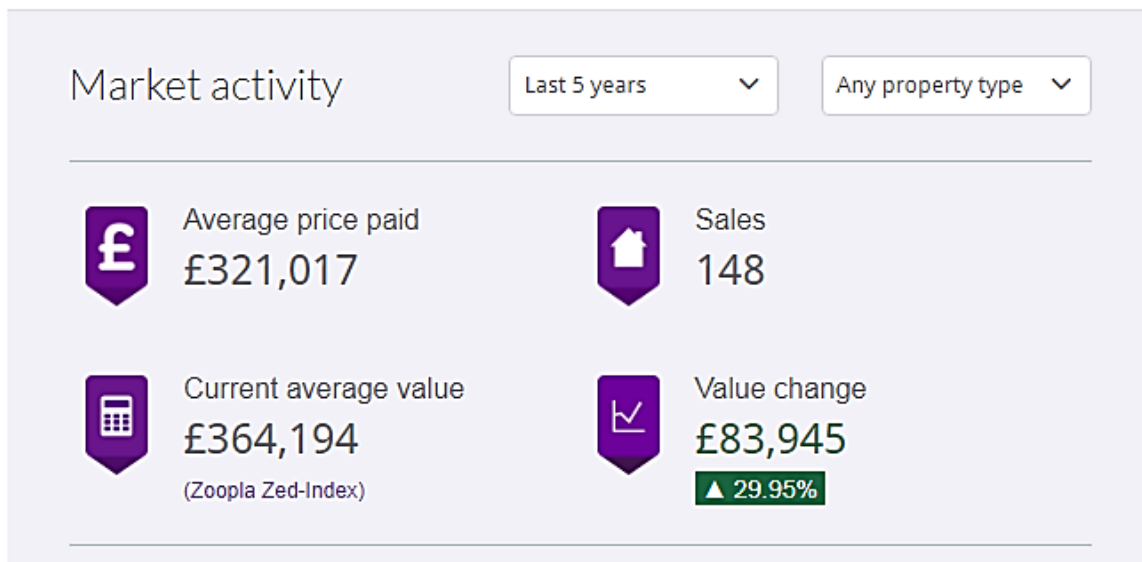 Market activity
Last 5 years
Any property type
Average price paid
£321,017
Sales
148
Current average value
£364,194
(Zoopla Zed-Index)
Value change
£83,945
▲ 29.95%